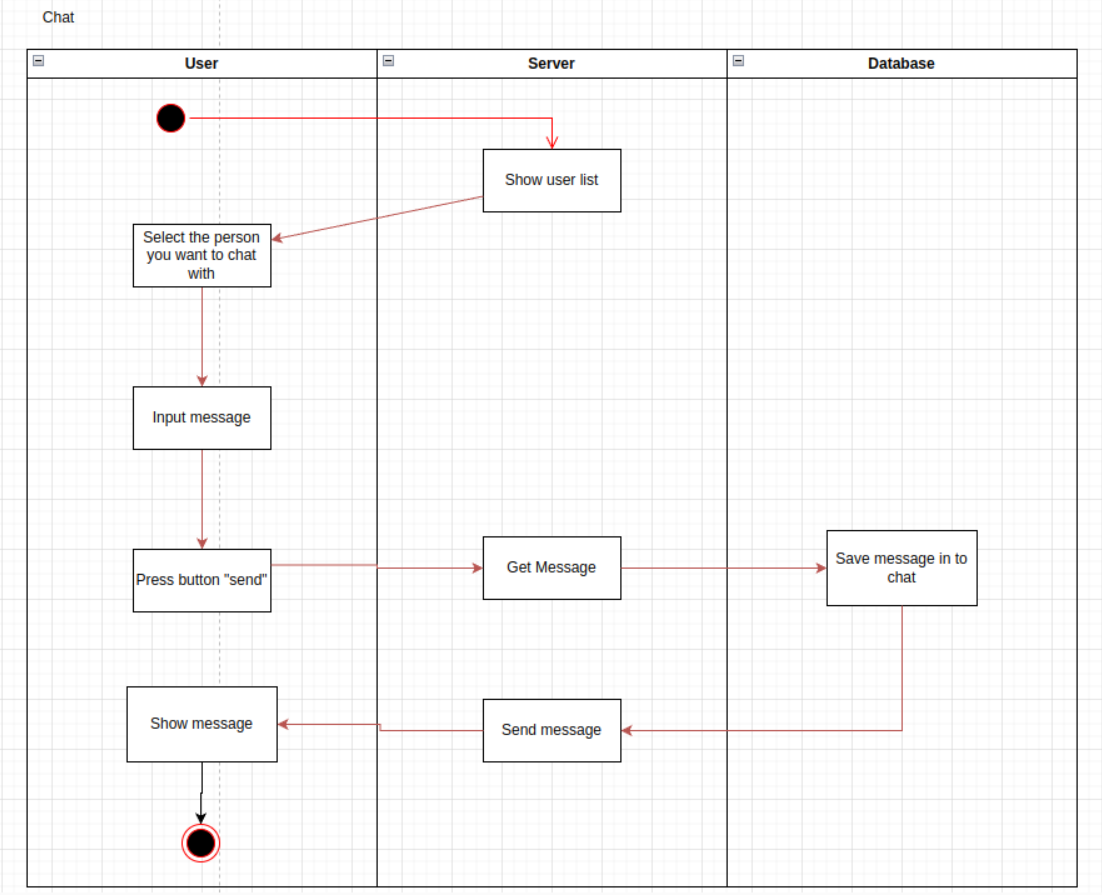 Chat
User
Server
Database
Show user list
Select the person
you want to chat
with
Input message
Press button "send"
Get Message
Save message in to
chat
Show message
Send message